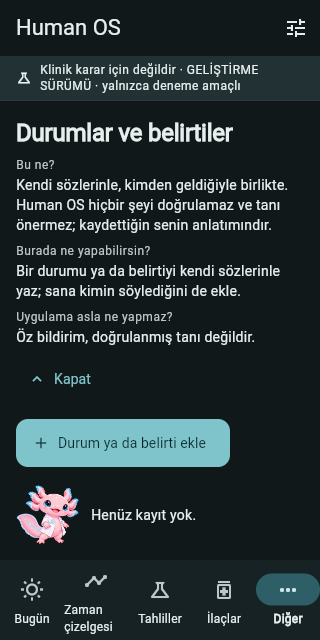 Human OS
Klinik karar için değildir · GELİŞTİRME
SÜRÜMÜ · yalnızca deneme amaçlı
Durumlar ve belirtiler
Bu ne?
Kendi sözlerinle, kimden geldiğiyle birlikte.
Human OS hiçbir şeyi doğrulamaz ve tanı
önermez; kaydettiğin senin anlatımındır.
Burada ne yapabilirsin?
Bir durumu ya da belirtiyi kendi sözlerinle
yaz; sana kimin söylediğini de ekle.
Uygulama asla ne yapmaz?
Öz bildirim, doğrulanmış tanı değildir.
Kapat
Durum ya da belirti ekle
Henüz kayıt yok.
Bugün
Zaman
çizelgesi
Tahliller
İlaçlar
Diğer